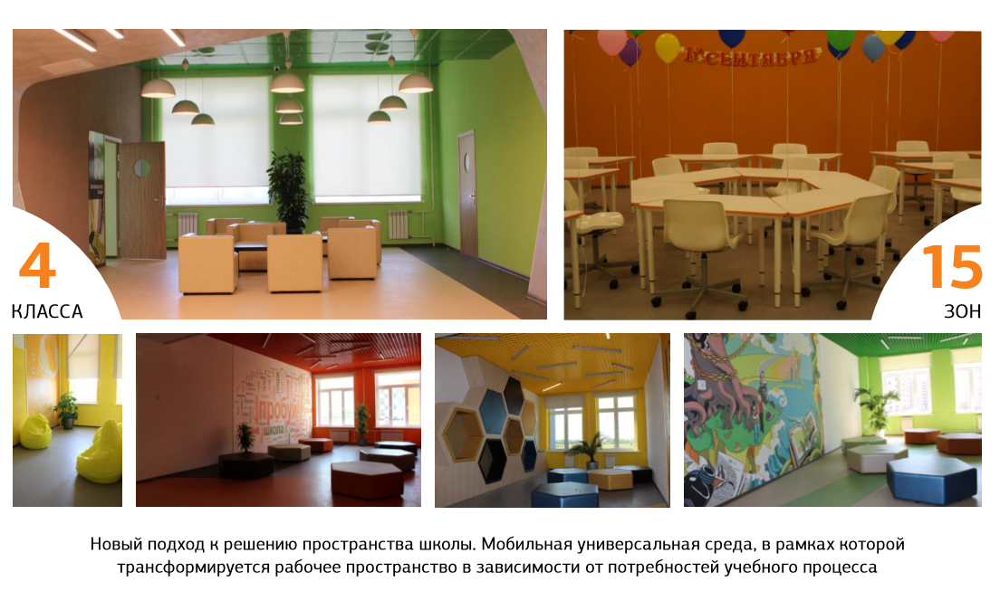 1 СЕНТЯБРЯ
4
КЛАССА
15
ЗОН
школа
Новый подход к решению пространства школы. Мобильная универсальная среда, в рамках которой
трансформируется рабочее пространство в зависимости от потребностей учебного процесса